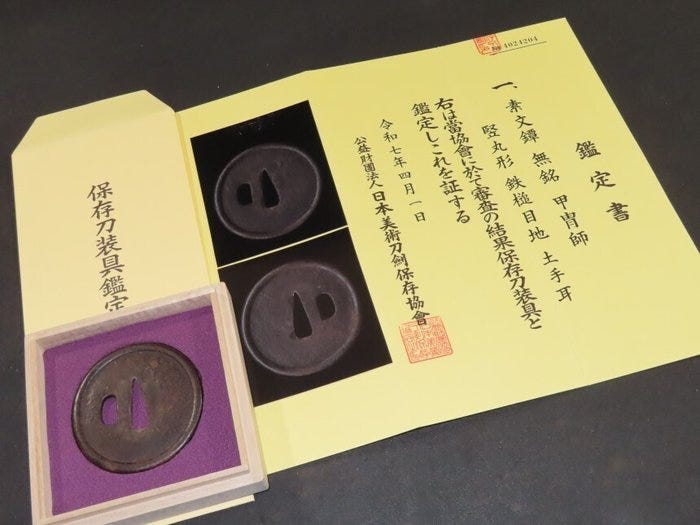 鑑定書
一、素文鐔 無銘 甲冑師
竪丸形 鉄槌目地 土手耳
右は當協會に於て審査の結果保存刀装具と
鑑定しこれを証する
令和七年四月一日
公益財團法人日本美術刀劍保存協會
4024204
保存刀装具鑑定